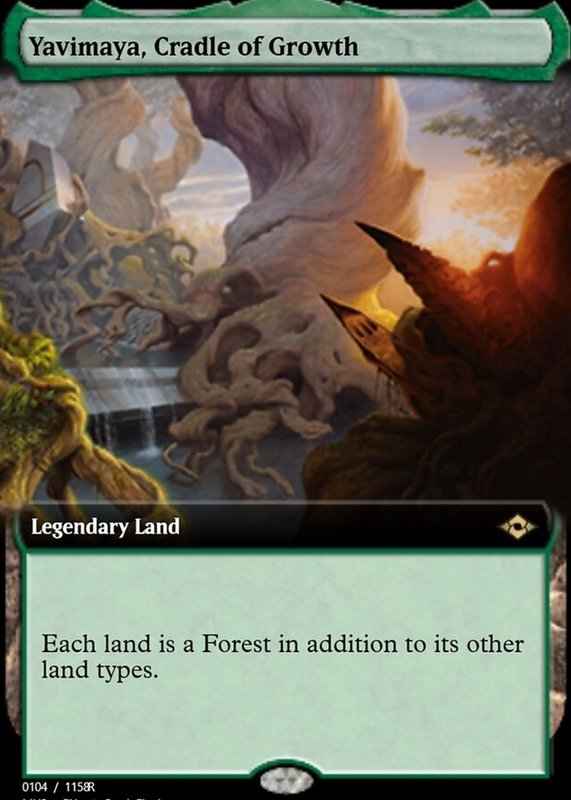 Yavimaya, Cradle of Growth
Legendary Land
Each land is a Forest in addition to its other
land types.
0104 / 1158R